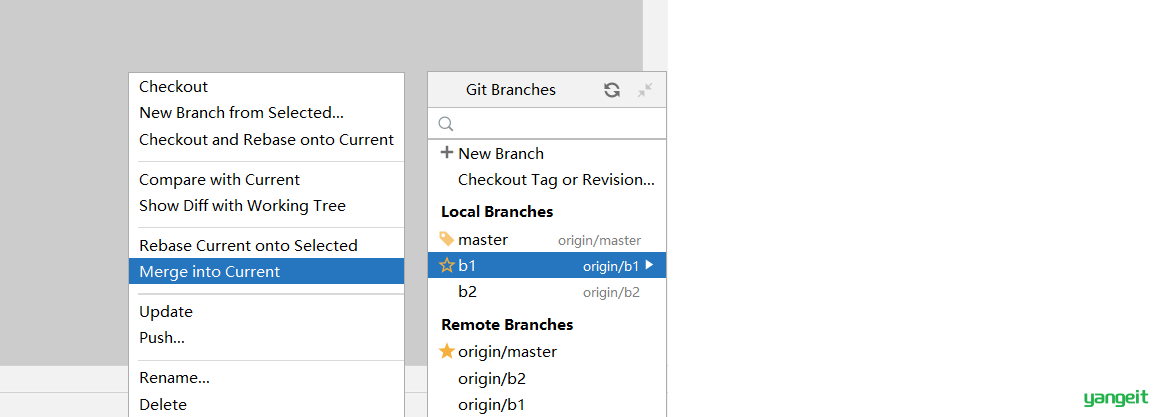 Checkout
New Branch from Selected...
Checkout and Rebase onto Current
Compare with Current
Show Diff with Working Tree
Rebase Current onto Selected
Merge into Current
Update
Push...
Rename...
Delete
Git Branches
New Branch
Checkout Tag or Revision...
Local Branches
master origin/master
b1 origin/b1
b2 origin/b2
Remote Branches
origin/master
origin/b2
origin/b1
yangeit